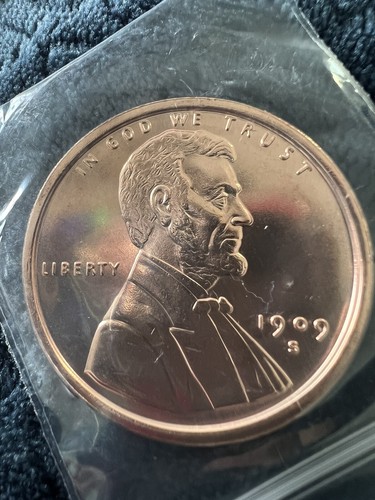 IN GOD WE TRUST
LIBERTY
1909
S